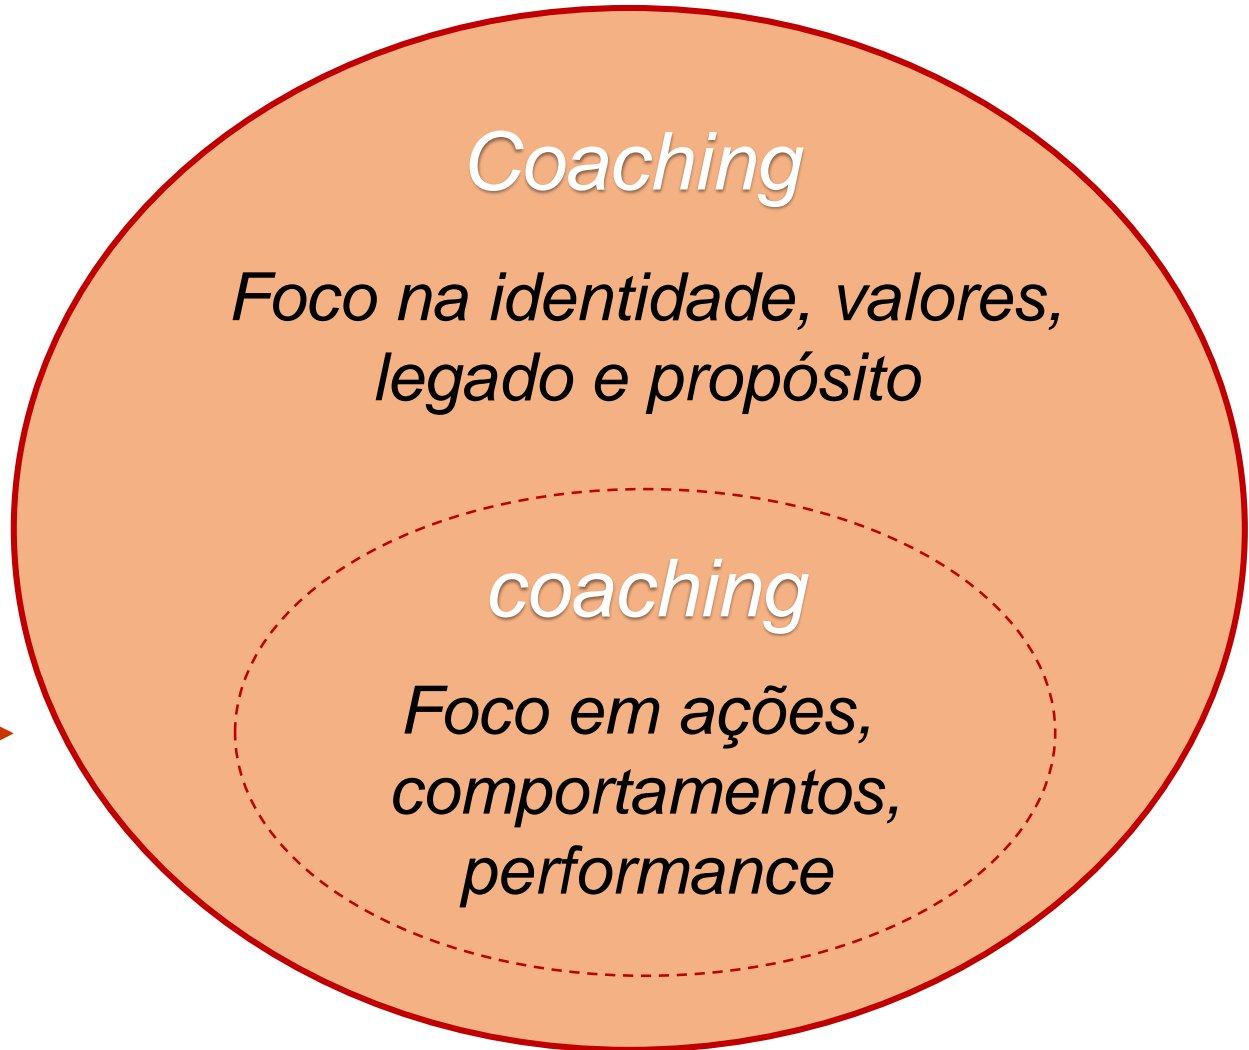 Coaching
Foco na identidade, valores,
legado e propósito
coaching
Foco em ações,
comportamentos,
performance